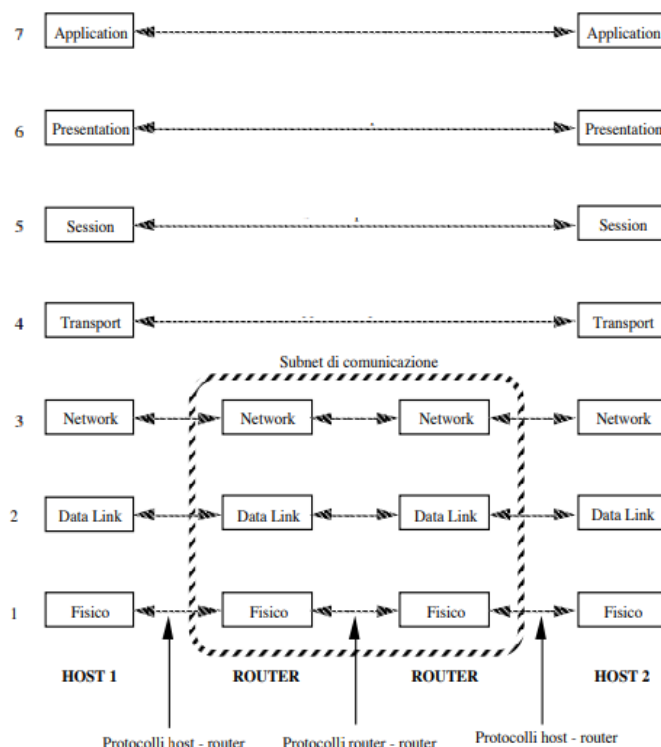 7 Application Application
6 Presentation Presentation
5 Session Session
4 Transport Transport
Subnet di comunicazione
3 Network Network Network Network
2 Data Link Data Link Data Link Data Link
1 Fisico Fisico Fisico Fisico
HOST 1 ROUTER ROUTER HOST 2
Protocolli host - router Protocolli router - router Protocolli host - router